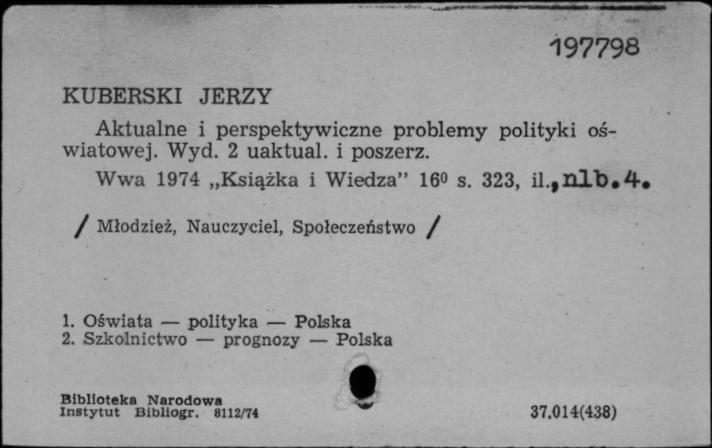 197798
KUBERSKI JERZY
Aktualne i perspektywiczne problemy polityki oś-
wiatowej. Wyd. 2 uaktual. i poszerz.
Wwa 1974 „Książka i Wiedza” 16⁰ s. 323, il., nlb.4.
/ Młodzież, Nauczyciel, Społeczeństwo /
1. Oświata — polityka — Polska
2. Szkolnictwo — prognozy — Polska
Biblioteka Narodowa
Instytut Bibliogr. 8112/74
37.014(438)